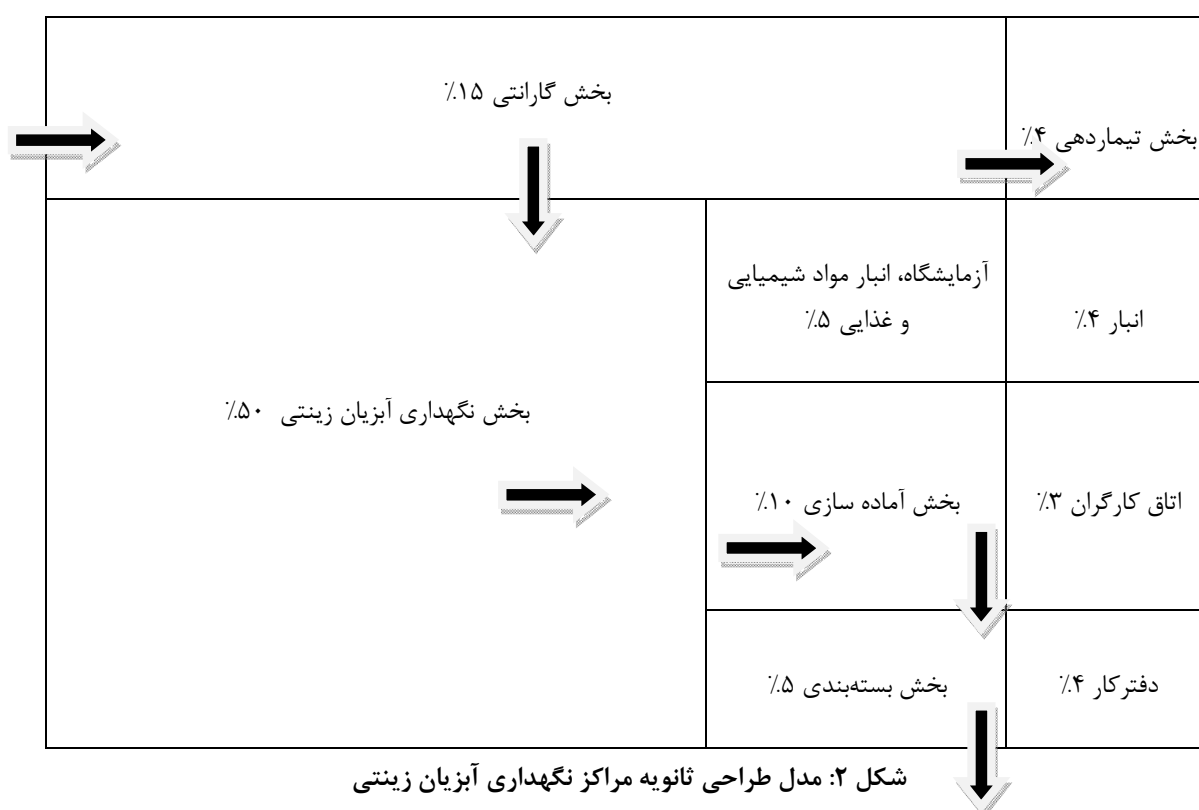 بخش گارانتی ۱۵٪
بخش تیماردهی ۴٪
آزمایشگاه، انبار مواد شیمیایی
و غذایی ۵٪
انبار ۴٪
بخش نگهداری آبزیان زینتی ۵۰٪
بخش آماده سازی ۱۰٪
اتاق کارگران ۳٪
بخش بسته‌بندی ۵٪
دفترکار ۴٪
شکل ۲: مدل طراحی ثانویه مراکز نگهداری آبزیان زینتی